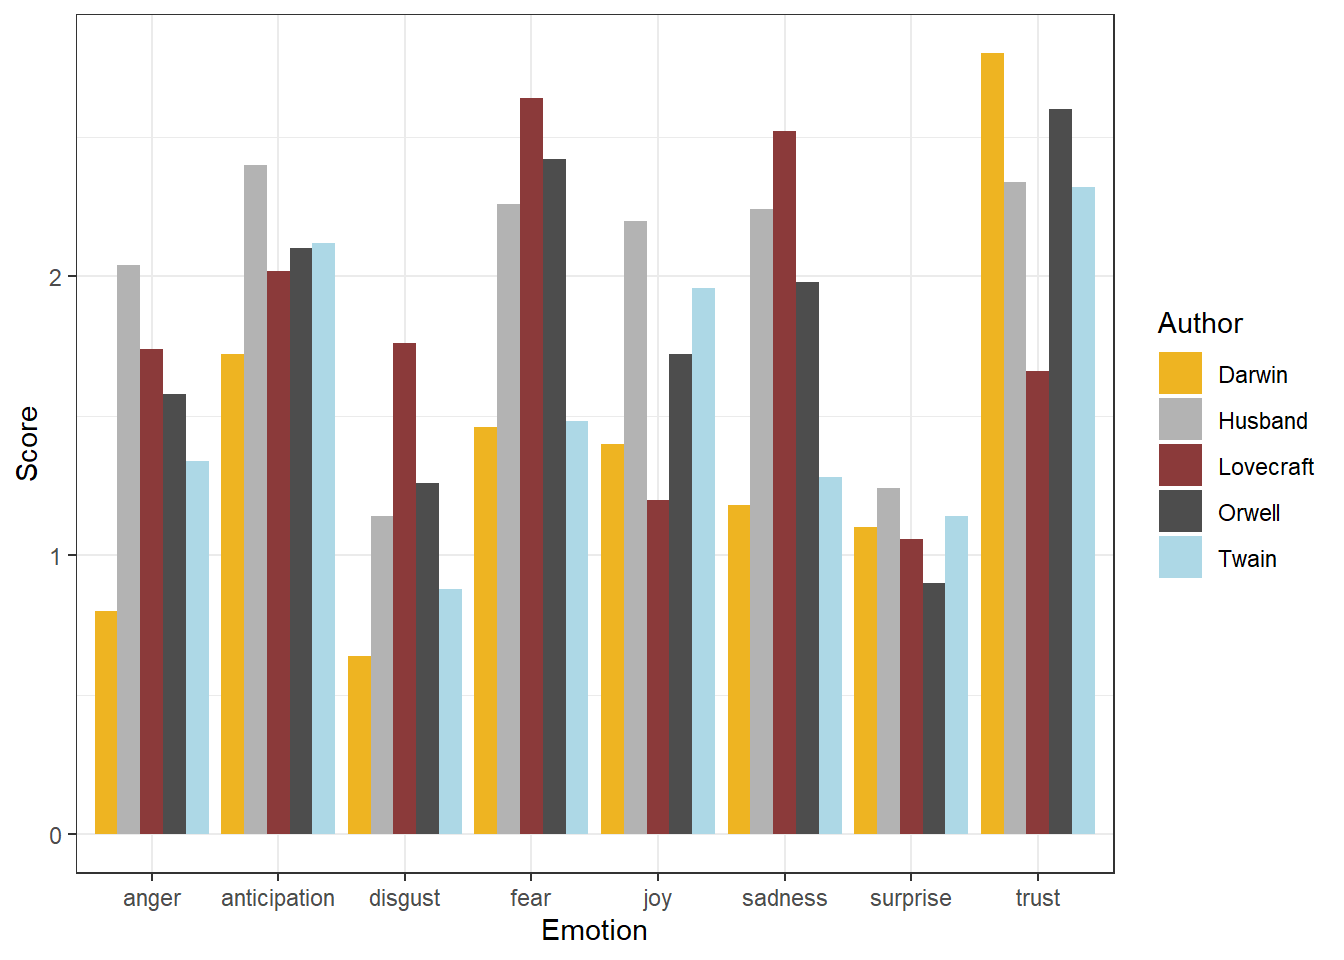 Score
2
1
0
anger anticipation disgust fear joy sadness surprise trust
Emotion
Author
Darwin
Husband
Lovecraft
Orwell
Twain